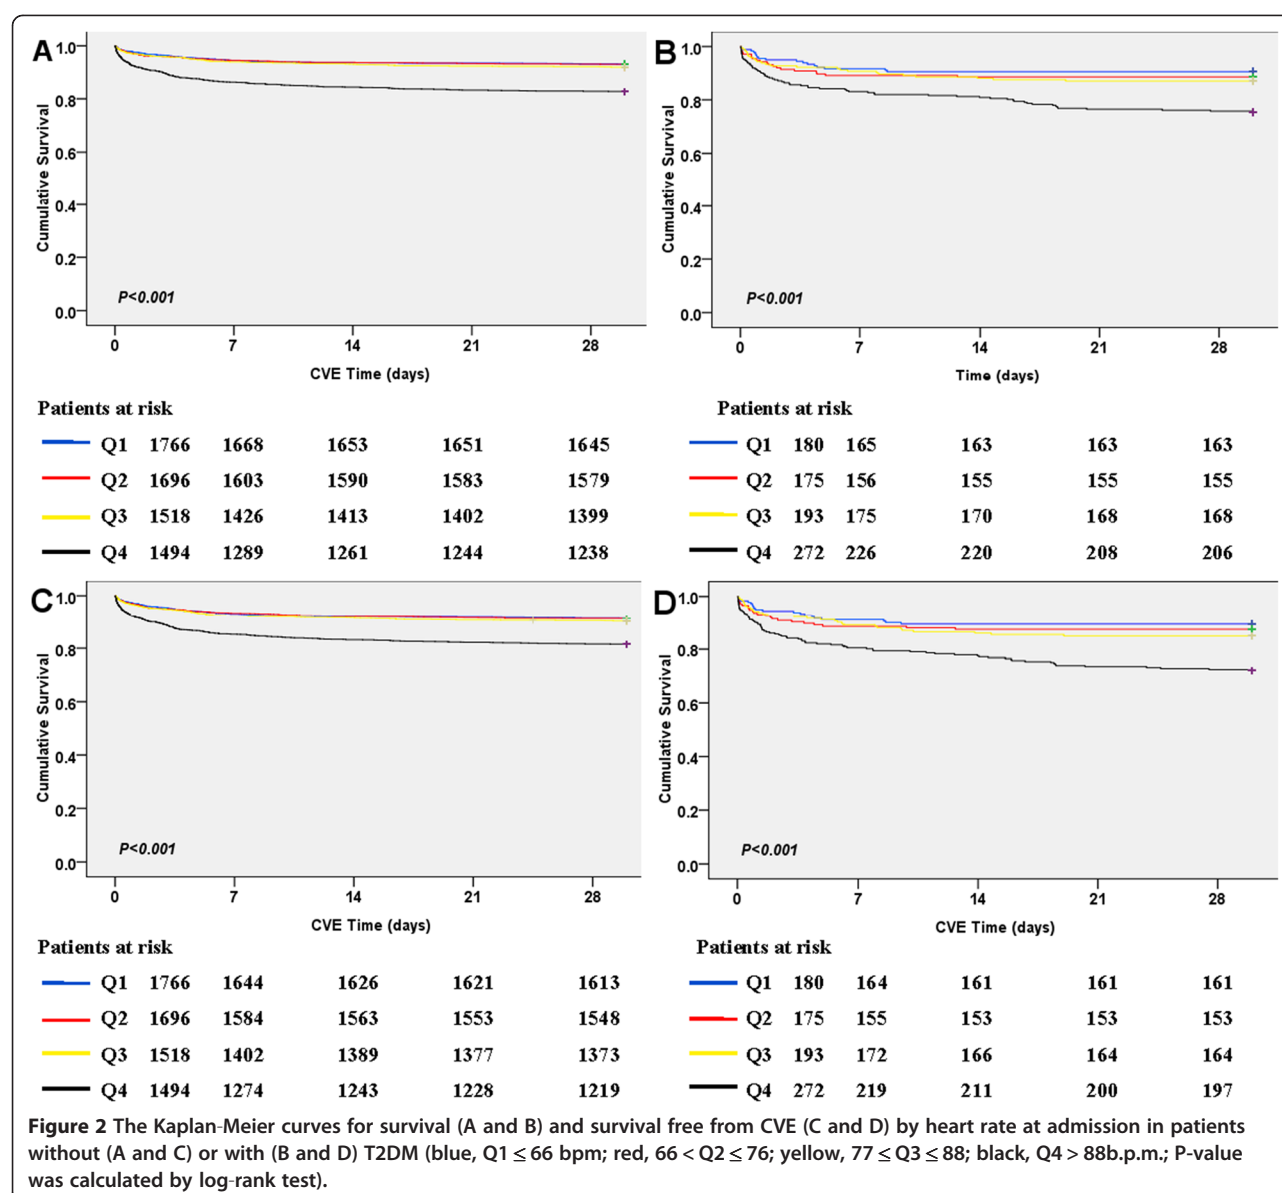 A
1.0
0.8
0.6
0.4
0.2
0.0
Cumulative Survival
P<0.001
0 7 14 21 28
CVE Time (days)
Patients at risk
Q1 1766 1668 1653 1651 1645
Q2 1696 1603 1590 1583 1579
Q3 1518 1426 1413 1402 1399
Q4 1494 1289 1261 1244 1238
B
1.0
0.8
0.6
0.4
0.2
0.0
Cumulative Survival
P<0.001
0 7 14 21 28
Time (days)
Patients at risk
Q1 180 165 163 163 163
Q2 175 156 155 155 155
Q3 193 175 170 168 168
Q4 272 226 220 208 206
C
1.0
0.8
0.6
0.4
0.2
0.0
Cumulative Survival
P<0.001
0 7 14 21 28
CVE Time (days)
Patients at risk
Q1 1766 1644 1626 1621 1613
Q2 1696 1584 1563 1553 1548
Q3 1518 1402 1389 1377 1373
Q4 1494 1274 1243 1228 1219
D
1.0
0.8
0.6
0.4
0.2
0.0
Cumulative Survival
P<0.001
0 7 14 21 28
CVE Time (days)
Patients at risk
Q1 180 164 161 161 161
Q2 175 155 153 153 153
Q3 193 172 166 164 164
Q4 272 219 211 200 197
Figure 2 The Kaplan-Meier curves for survival (A and B) and survival free from CVE (C and D) by heart rate at admission in patients
without (A and C) or with (B and D) T2DM (blue, Q1 ≤ 66 bpm; red, 66 < Q2 ≤ 76; yellow, 77 ≤ Q3 ≤ 88; black, Q4 > 88b.p.m.; P-value
was calculated by log-rank test).